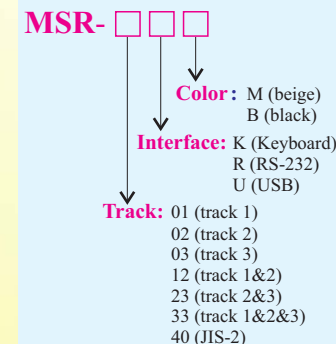 MSR- □□□
Color: M (beige)
B (black)
Interface: K (Keyboard)
R (RS-232)
U (USB)
Track: 01 (track 1)
02 (track 2)
03 (track 3)
12 (track 1&2)
23 (track 2&3)
33 (track 1&2&3)
40 (JIS-2)